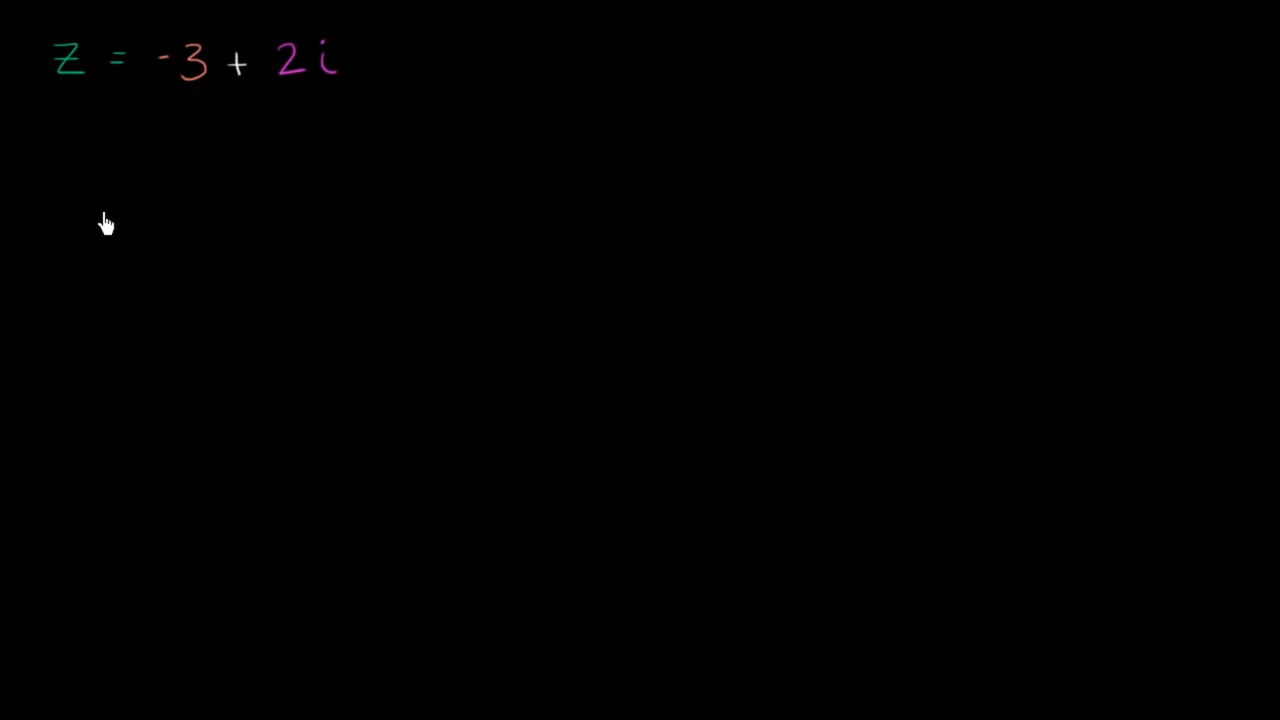 Z = -3 + 2i